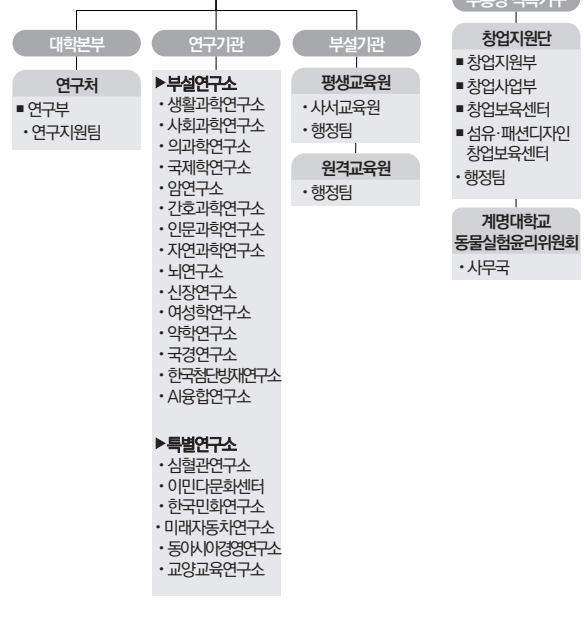 대학본부
연구처
■ 연구부
• 연구지원팀
연구기관
▶부설연구소
• 생활과학연구소
• 사회과학연구소
• 의과학연구소
• 국제학연구소
• 암연구소
• 간호과학연구소
• 인문과학연구소
• 자연과학연구소
• 뇌연구소
• 신장연구소
• 여성학연구소
• 약학연구소
• 국경연구소
• 한국첨단방재연구소
• AI융합연구소
▶특별연구소
• 심혈관연구소
• 이민다문화센터
• 한국민화연구소
• 미래자동차연구소
• 동아시아경영연구소
• 교양교육연구소
부설기관
평생교육원
• 사서교육원
• 행정팀
원격교육원
• 행정팀
창업지원단
■ 창업지원부
■ 창업사업부
■ 창업보육센터
■ 섬유·패션디자인
창업보육센터
• 행정팀
계명대학교
동물실험윤리위원회
• 사무국